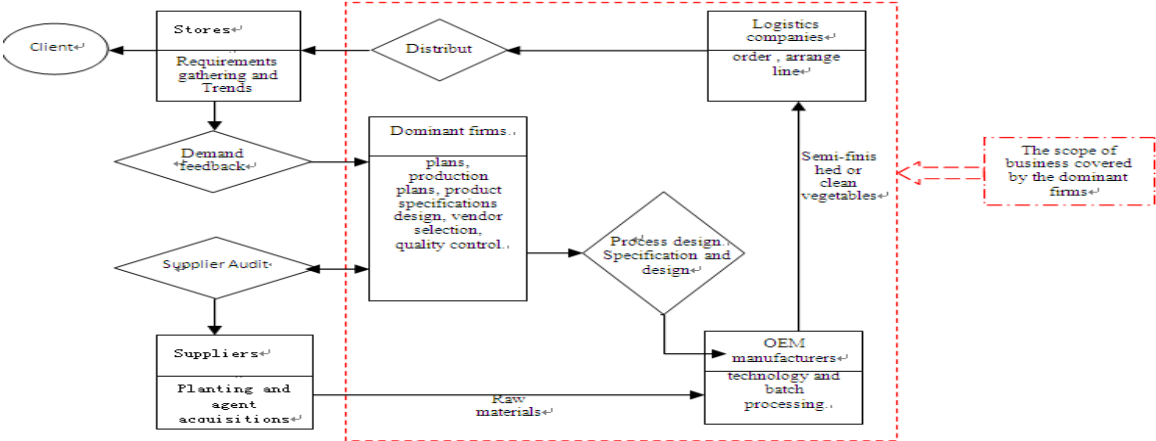 Client↵
Stores↵
Requirements
gathering and
Trends
Distribut
Logistics
companies↵
order , arrange
line↵
Demand
feedback↵
Dominant firms.
plans,
production
plans, product
specifications
design, vendor
selection,
quality control.
Semi-finis
hed or
clean
vegetables↵
The scope of
business covered
by the dominant
firms↵
Supplier Audit
Process design.
Specification and
design↵
Suppliers↵
Planting and
agent
acquisitions↵
Raw
materials↵
OEM
manufacturers↵
technology and
batch
processing.